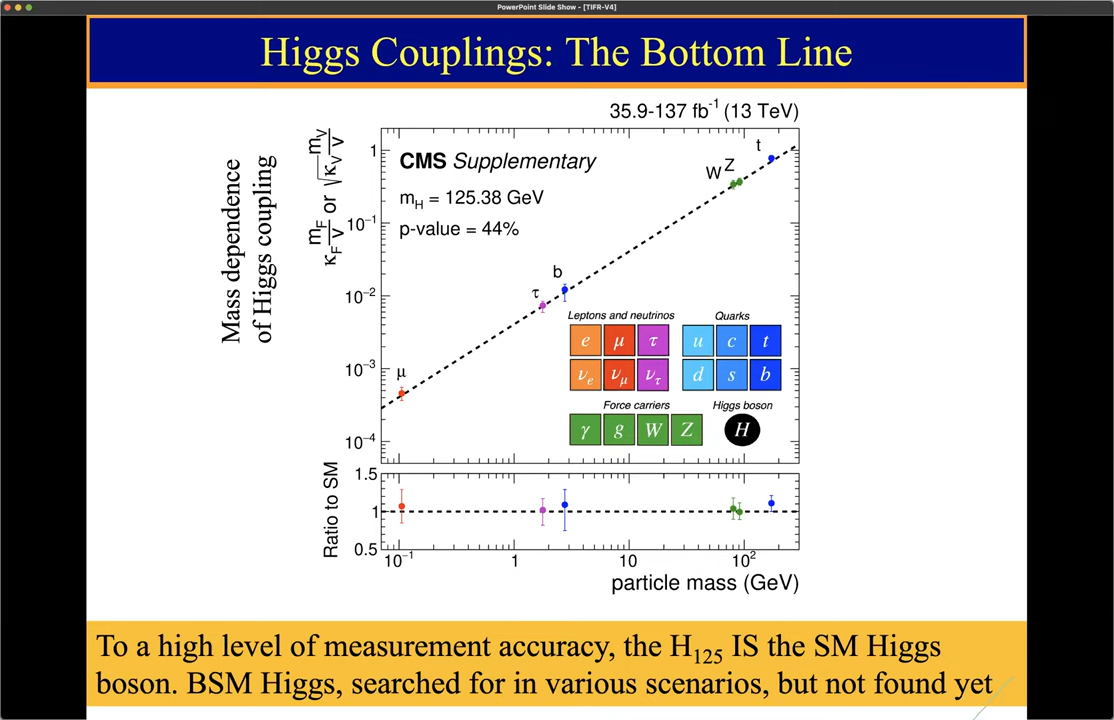 PowerPoint Slide Show - [TIFR-V4]
Higgs Couplings: The Bottom Line
35.9-137 fb⁻¹ (13 TeV)
Mass dependence
of Higgs coupling
κ_F m_F/v or √κ_V m_V/v
CMS Supplementary
m_H = 125.38 GeV
p-value = 44%
1
10⁻¹
10⁻²
10⁻³
10⁻⁴
μ
τ
b
W Z
t
Leptons and neutrinos Quarks
e μ τ u c t
ν_e ν_μ ν_τ d s b
Force carriers Higgs boson
γ g W Z H
Ratio to SM
1.5
1
0.5
10⁻¹ 1 10 10²
particle mass (GeV)
To a high level of measurement accuracy, the H₁₂₅ IS the SM Higgs
boson. BSM Higgs, searched for in various scenarios, but not found yet